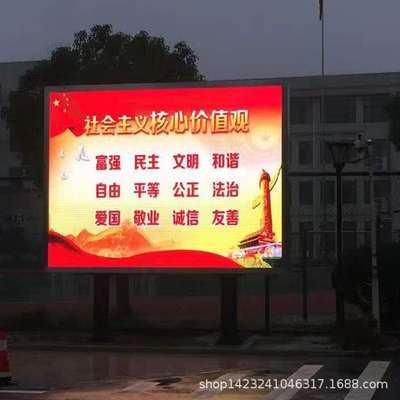 社会主义核心价值观
富强 民主 文明 和谐
自由 平等 公正 法治
爱国 敬业 诚信 友善
shop1423241046317.1688.com